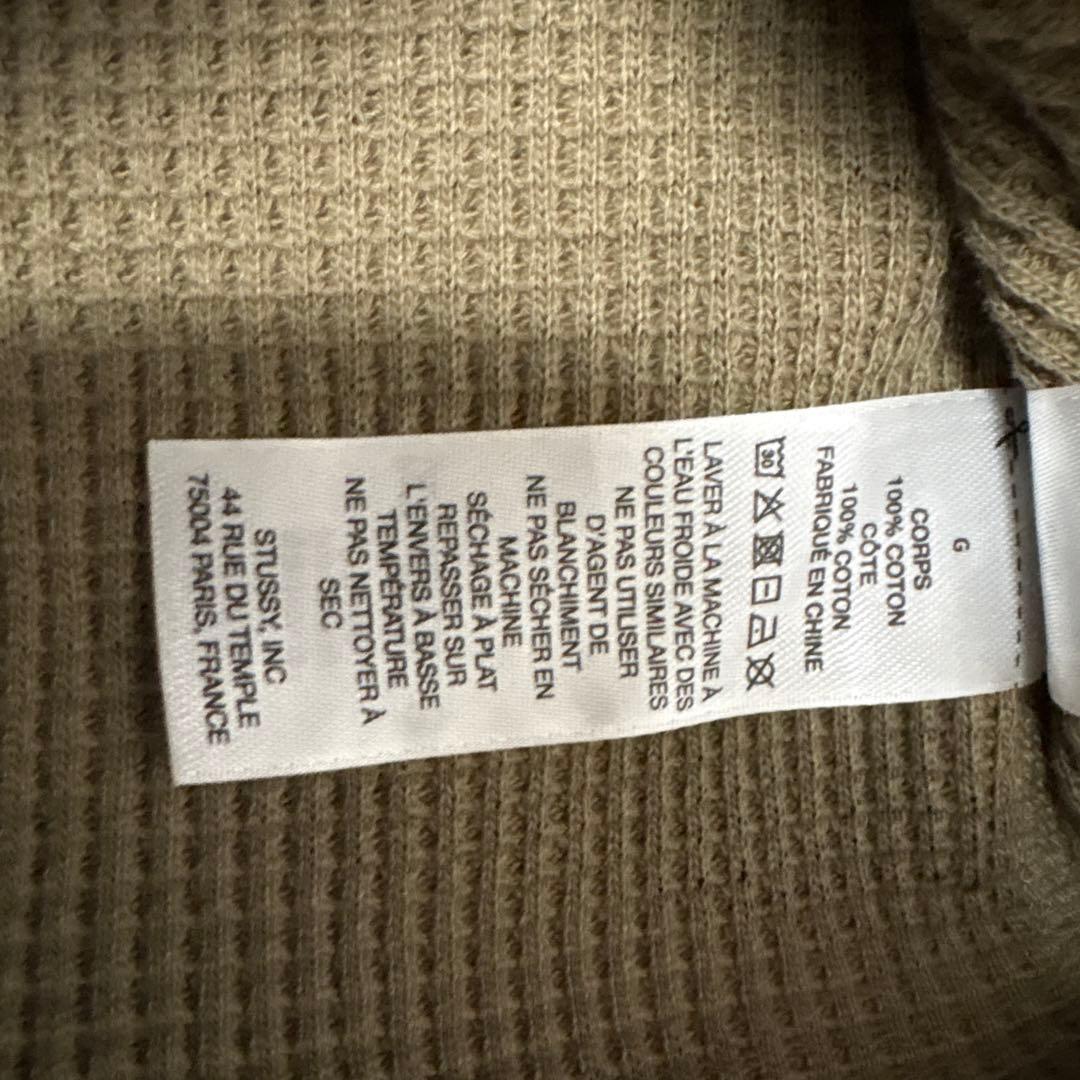 G
CORPS
100% COTON
CÔTE
100% COTON
FABRIQUÉ EN CHINE
30
LAVER À LA MACHINE À
L'EAU FROIDE AVEC DES
COULEURS SIMILAIRES
NE PAS UTILISER
D'AGENT DE
BLANCHIMENT
NE PAS SÉCHER EN
MACHINE
SÉCHAGE À PLAT
REPASSER SUR
L'ENVERS À BASSE
TEMPÉRATURE
NE PAS NETTOYER À
SEC
STUSSY, INC
44 RUE DU TEMPLE
75004 PARIS, FRANCE